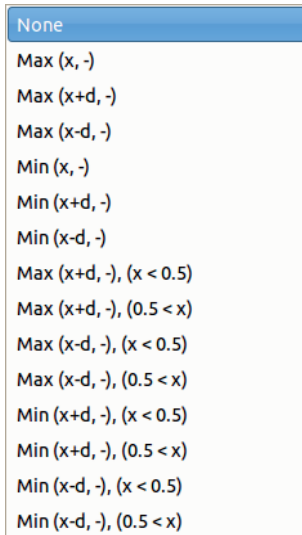 None
Max (x, -)
Max (x+d, -)
Max (x-d, -)
Min (x, -)
Min (x+d, -)
Min (x-d, -)
Max (x+d, -), (x < 0.5)
Max (x+d, -), (0.5 < x)
Max (x-d, -), (x < 0.5)
Max (x-d, -), (0.5 < x)
Min (x+d, -), (x < 0.5)
Min (x+d, -), (0.5 < x)
Min (x-d, -), (x < 0.5)
Min (x-d, -), (0.5 < x)